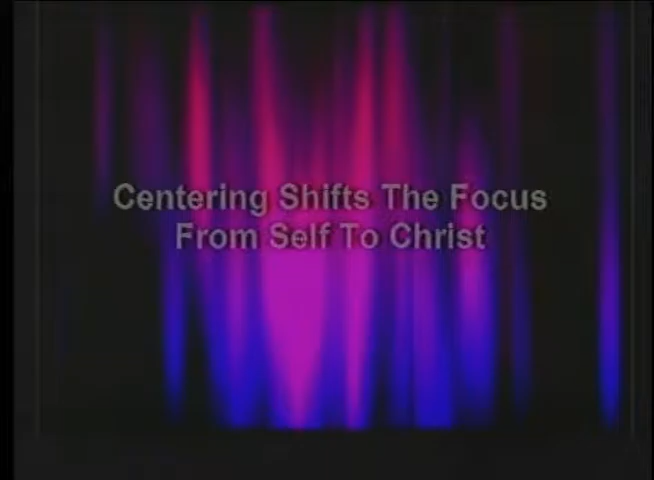 Centering Shifts The Focus
From Self To Christ